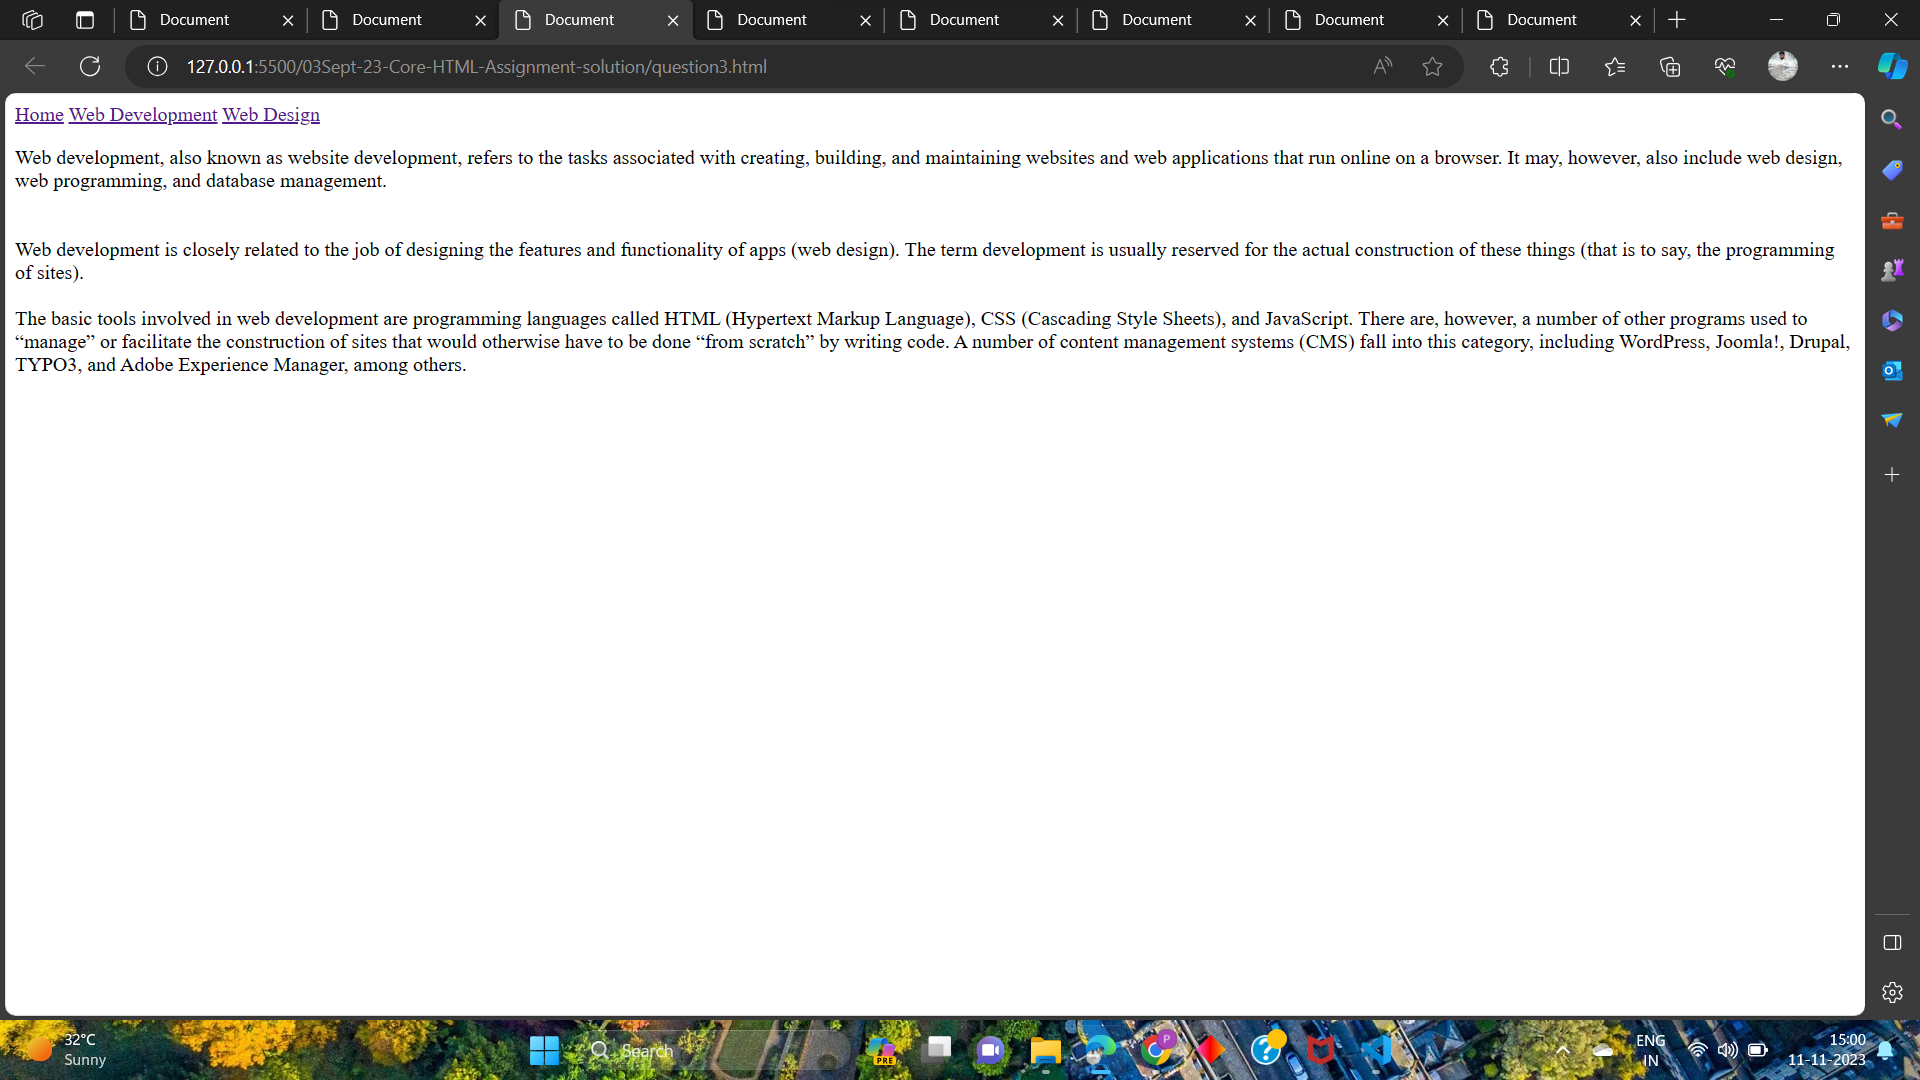 Document Document Document Document Document Document Document Document
127.0.0.1:5500/03Sept-23-Core-HTML-Assignment-solution/question3.html
Home Web Development Web Design
Web development, also known as website development, refers to the tasks associated with creating, building, and maintaining websites and web applications that run online on a browser. It may, however, also include web design,
web programming, and database management.
Web development is closely related to the job of designing the features and functionality of apps (web design). The term development is usually reserved for the actual construction of these things (that is to say, the programming
of sites).
The basic tools involved in web development are programming languages called HTML (Hypertext Markup Language), CSS (Cascading Style Sheets), and JavaScript. There are, however, a number of other programs used to
“manage” or facilitate the construction of sites that would otherwise have to be done “from scratch” by writing code. A number of content management systems (CMS) fall into this category, including WordPress, Joomla!, Drupal,
TYPO3, and Adobe Experience Manager, among others.
32°C
Sunny
Search
PRE
P
ENG
IN
15:00
11-11-2023